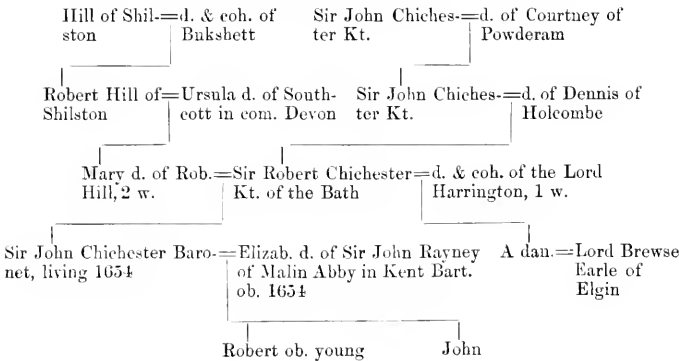 Hill of Shil-=d. & coh. of Sir John Chiches-=d. of Courtney of
ston Bukshett ter Kt. Powderam
Robert Hill of=Ursula d. of South- Sir John Chiches-=d. of Dennis of
Shilston cott in com. Devon ter Kt. Holcombe
Mary d. of Rob.=Sir Robert Chichester=d. & coh. of the Lord
Hill, 2 w. Kt. of the Bath Harrington, 1 w.
Sir John Chichester Baro-=Elizab. d. of Sir John Rayney A dau.=Lord Brewse
net, living 1654 of Malin Abby in Kent Bart. Earle of
ob. 1654 Elgin
Robert ob. young John